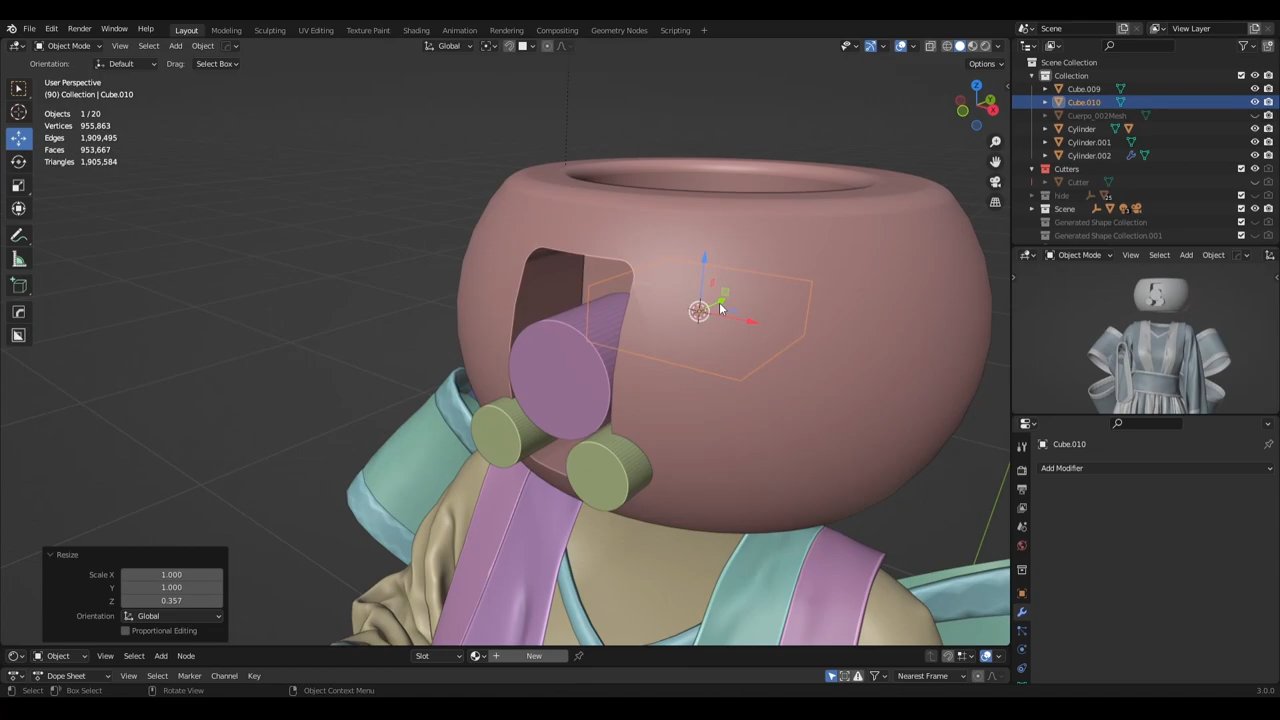 File Edit Render Window Help Layout Modeling Sculpting UV Editing Texture Paint Shading Animation Rendering Compositing Geometry Nodes Scripting + Scene View Layer
Object Mode View Select Add Object Global
Orientation: Default Drag: Select Box Options
User Perspective
(90) Collection | Cube.010
Objects 1 / 20
Vertices 955,863
Edges 1,909,495
Faces 953,667
Triangles 1,905,584
Scene Collection
Collection
Cube.009
Cube.010
Cuerpo_002Mesh
Cylinder
Cylinder.001
Cylinder.002
Cutters
Cutter
hide
Scene
Generated Shape Collection
Generated Shape Collection.001
Object Mode View Select Add Object
5
Cube.010
Add Modifier
Resize
Scale X 1.000
Y 1.000
Z 0.357
Orientation Global
Proportional Editing
Object View Select Add Node Slot New
Dope Sheet View Select Marker Channel Key Nearest Frame
Select Box Select Rotate View Object Context Menu 3.0.0